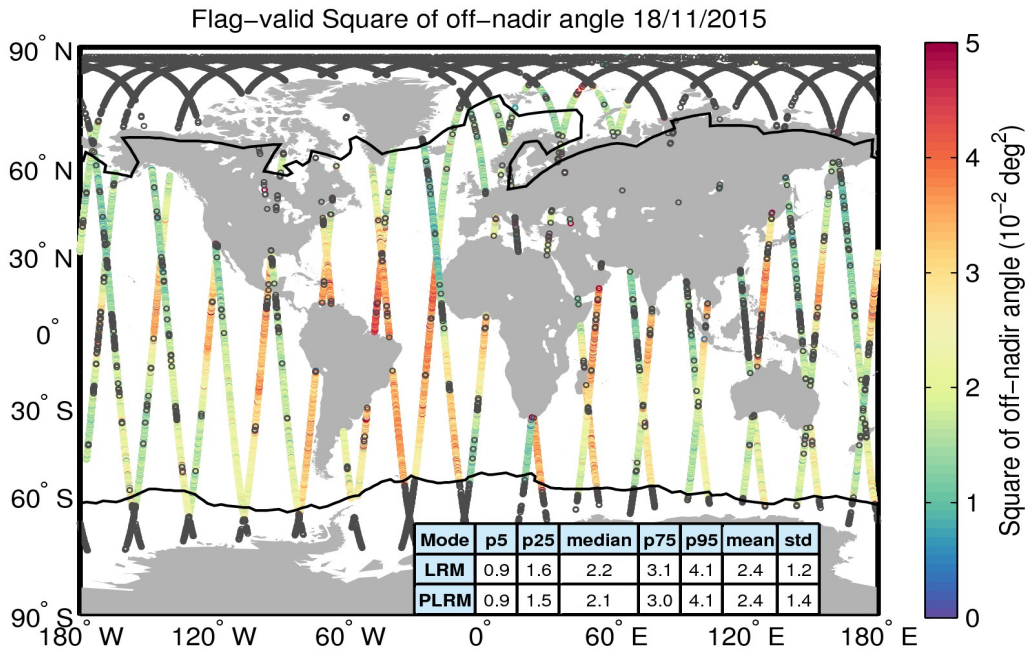 Flag−valid Square of off−nadir angle 18/11/2015
90° N
60° N
30° N
0°
30° S
60° S
90° S
180° W
120° W
60° W
0°
60° E
120° E
180° E
Mode p5 p25 median p75 p95 mean std
LRM 0.9 1.6 2.2 3.1 4.1 2.4 1.2
PLRM 0.9 1.5 2.1 3.0 4.1 2.4 1.4
5
4
3
2
1
0
Square of off−nadir angle (10⁻² deg²)